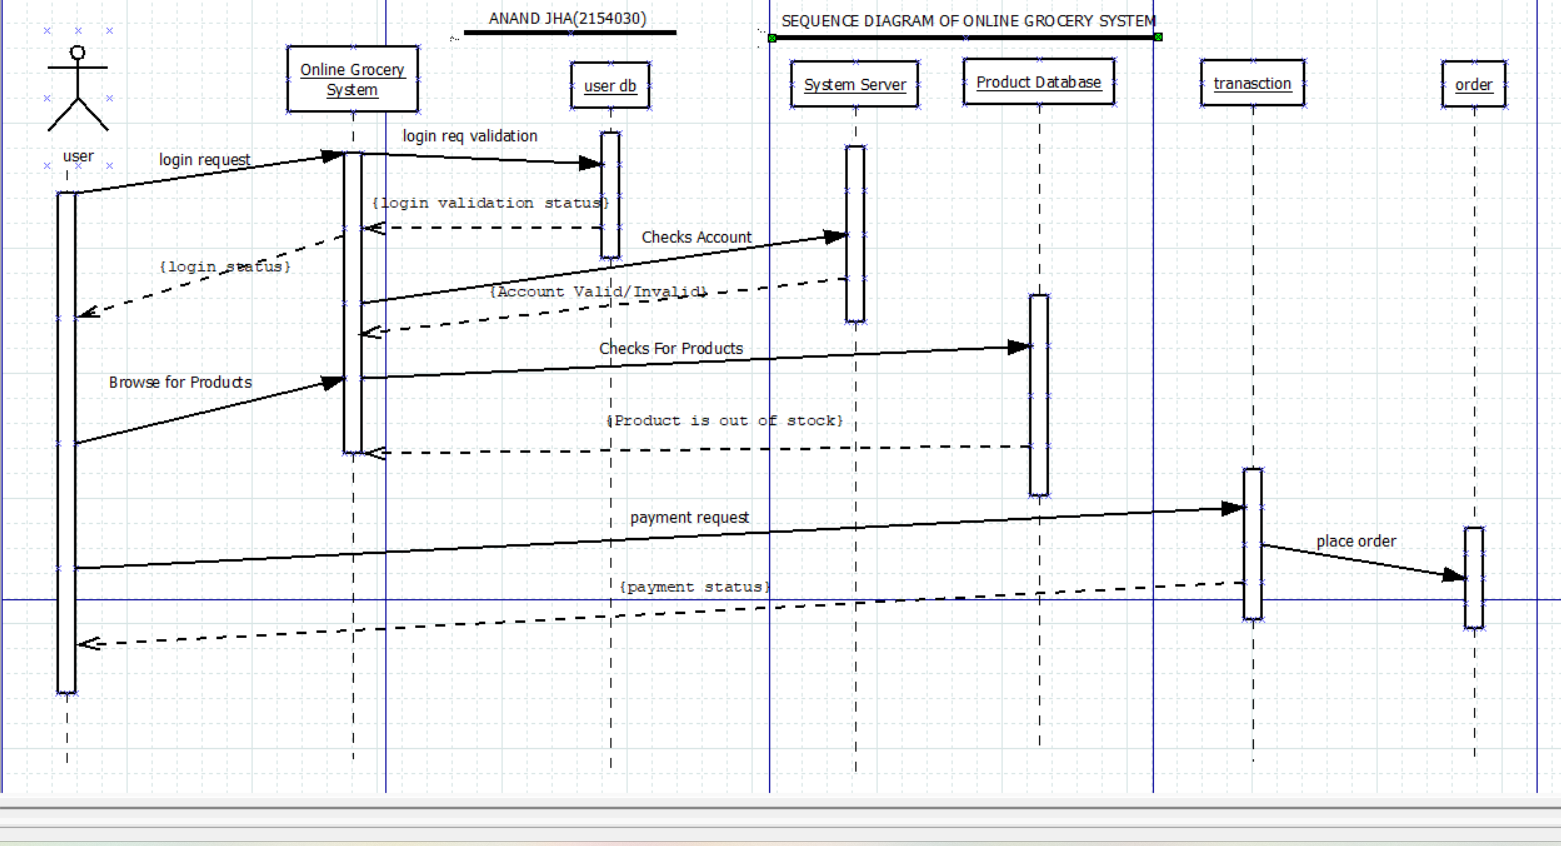 ANAND JHA(2154030)
SEQUENCE DIAGRAM OF ONLINE GROCERY SYSTEM
Online Grocery
System
user db
System Server
Product Database
tranasction
order
user
login request
login req validation
{login validation status}
Checks Account
{login status}
{Account Valid/Invalid}
Checks For Products
Browse for Products
{Product is out of stock}
payment request
place order
{payment status}